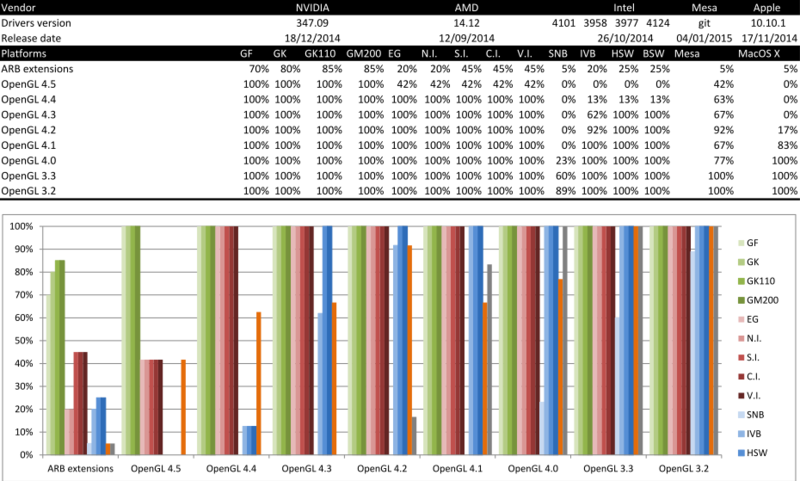 Vendor NVIDIA AMD Intel Mesa Apple
Drivers version 347.09 14.12 4101 3958 3977 4124 git 10.10.1
Release date 18/12/2014 12/09/2014 26/10/2014 04/01/2015 17/11/2014
Platforms GF GK GK110 GM200 EG N.I. S.I. C.I. V.I. SNB IVB HSW BSW Mesa MacOS X
ARB extensions 70% 80% 85% 85% 20% 20% 45% 45% 45% 5% 20% 25% 25% 5% 5%
OpenGL 4.5 100% 100% 100% 100% 42% 42% 42% 42% 42% 0% 0% 0% 0% 42% 0%
OpenGL 4.4 100% 100% 100% 100% 100% 100% 100% 100% 100% 0% 13% 13% 13% 63% 0%
OpenGL 4.3 100% 100% 100% 100% 100% 100% 100% 100% 100% 0% 62% 100% 100% 67% 0%
OpenGL 4.2 100% 100% 100% 100% 100% 100% 100% 100% 100% 0% 92% 100% 100% 92% 17%
OpenGL 4.1 100% 100% 100% 100% 100% 100% 100% 100% 100% 0% 100% 100% 100% 67% 83%
OpenGL 4.0 100% 100% 100% 100% 100% 100% 100% 100% 100% 23% 100% 100% 100% 77% 100%
OpenGL 3.3 100% 100% 100% 100% 100% 100% 100% 100% 100% 60% 100% 100% 100% 100% 100%
OpenGL 3.2 100% 100% 100% 100% 100% 100% 100% 100% 100% 89% 100% 100% 100% 100% 100%
100%
90%
80%
70%
60%
50%
40%
30%
20%
10%
0%
ARB extensions OpenGL 4.5 OpenGL 4.4 OpenGL 4.3 OpenGL 4.2 OpenGL 4.1 OpenGL 4.0 OpenGL 3.3 OpenGL 3.2
GF
GK
GK110
GM200
EG
N.I.
S.I.
C.I.
V.I.
SNB
IVB
HSW